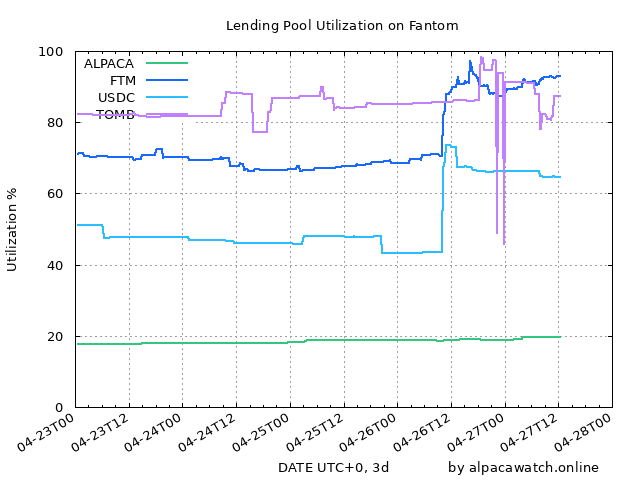 Lending Pool Utilization on Fantom
100
80
60
40
20
0
Utilization %
ALPACA
FTM
USDC
TOMB
04-23T00
04-23T12
04-24T00
04-24T12
04-25T00
04-25T12
04-26T00
04-26T12
04-27T00
04-27T12
04-28T00
DATE UTC+0, 3d
by alpacawatch.online